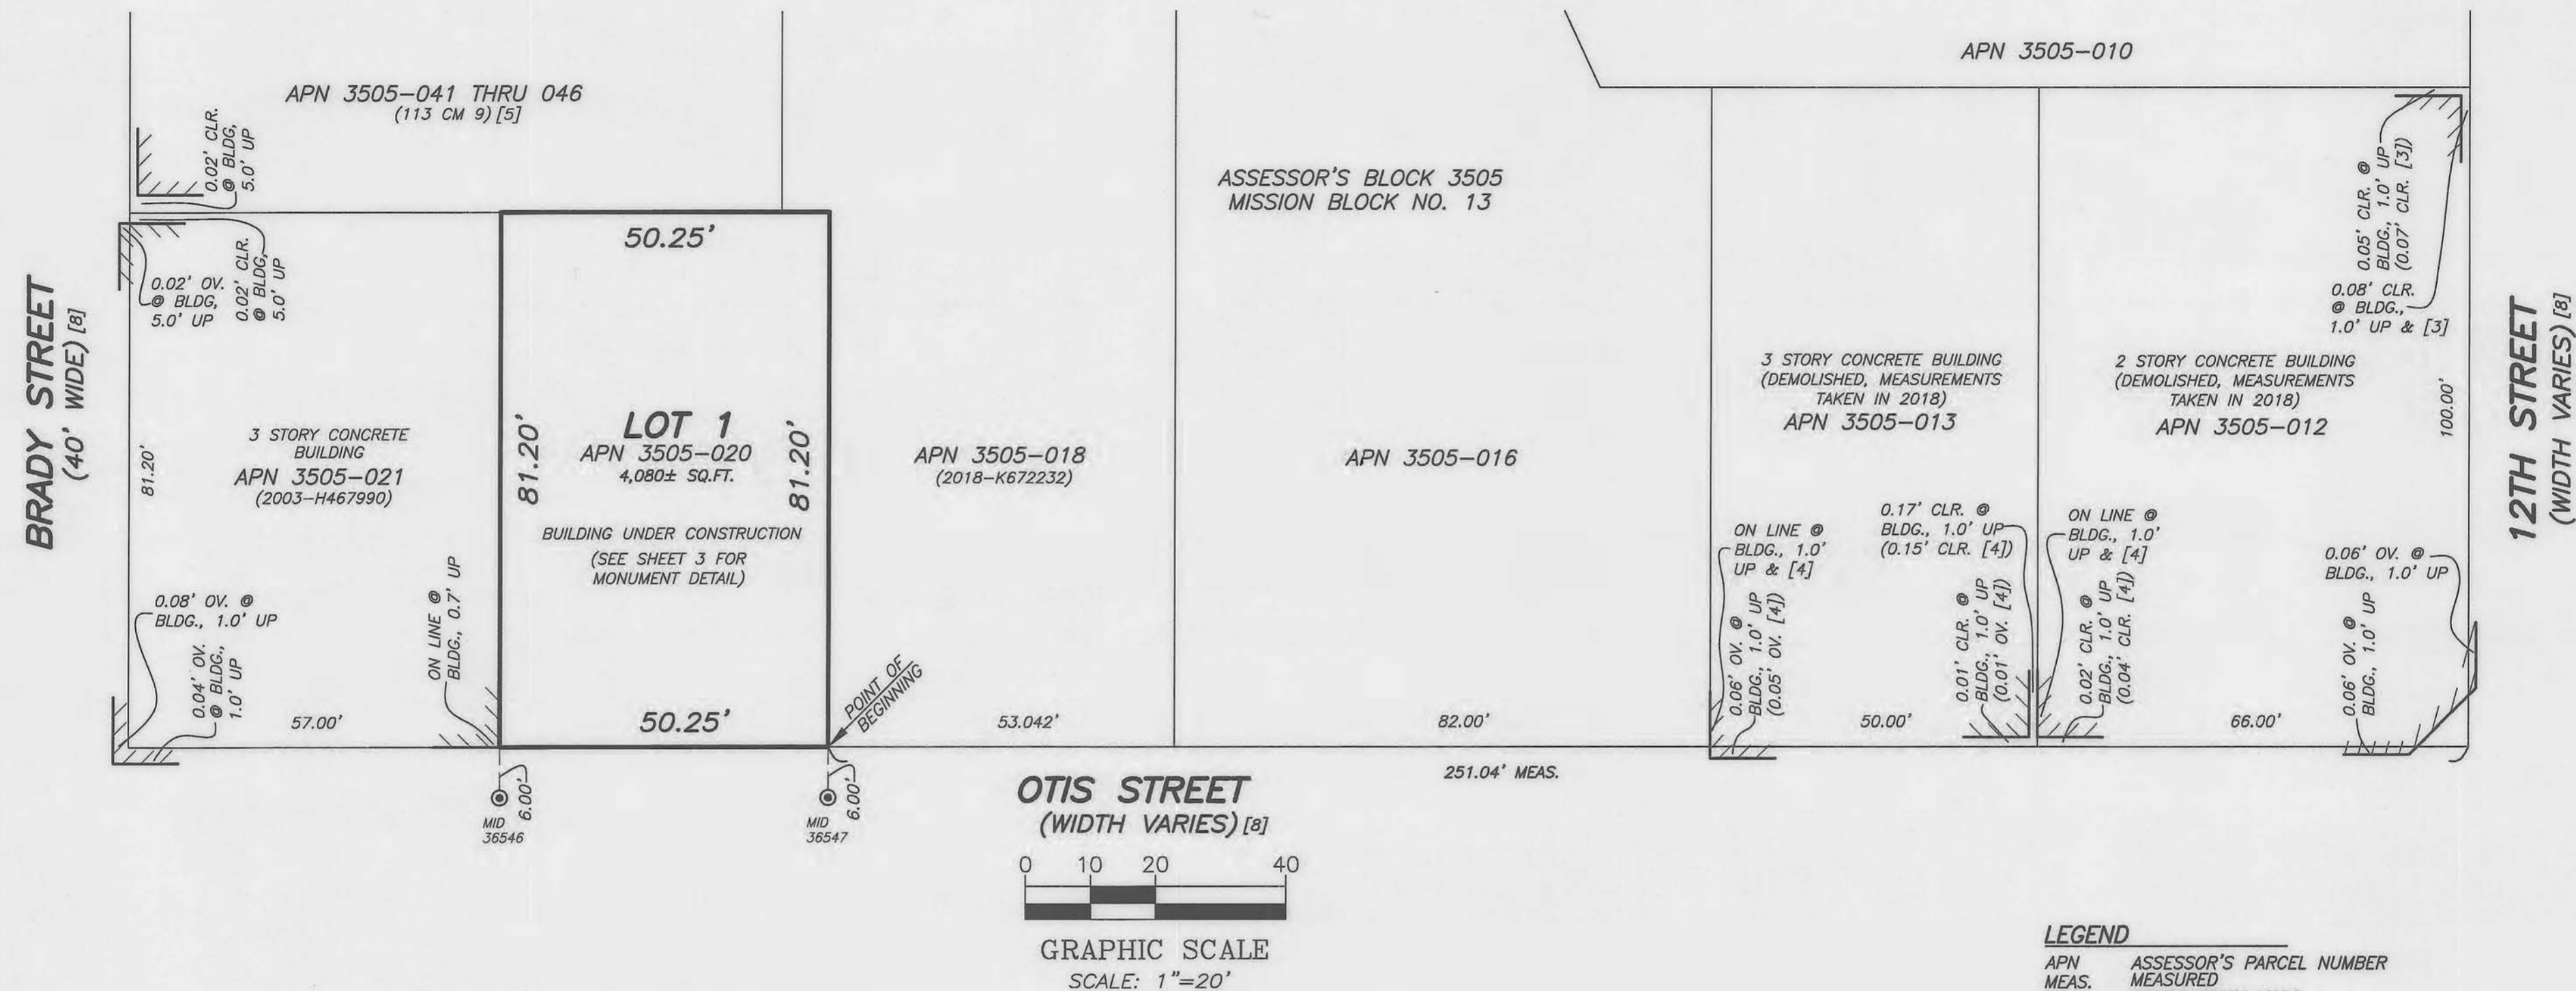 APN 3505-041 THRU 046
(113 CM 9) [5]
APN 3505-010
0.02' CLR.
@ BLDG,
5.0' UP
ASSESSOR'S BLOCK 3505
MISSION BLOCK NO. 13
0.05' CLR. @
BLDG., 1.0' UP
(0.07' CLR. [3])
50.25'
0.02' OV.
@ BLDG,
5.0' UP
0.02' CLR.
@ BLDG,
5.0' UP
0.08' CLR.
@ BLDG.,
1.0' UP & [3]
BRADY STREET
(40' WIDE) [8]
12TH STREET
(WIDTH VARIES) [8]
81.20'
3 STORY CONCRETE
BUILDING
APN 3505-021
(2003-H467990)
81.20'
LOT 1
APN 3505-020
4,080± SQ.FT.
81.20'
BUILDING UNDER CONSTRUCTION
(SEE SHEET 3 FOR
MONUMENT DETAIL)
APN 3505-018
(2018-K672232)
APN 3505-016
3 STORY CONCRETE BUILDING
(DEMOLISHED, MEASUREMENTS
TAKEN IN 2018)
APN 3505-013
2 STORY CONCRETE BUILDING
(DEMOLISHED, MEASUREMENTS
TAKEN IN 2018)
APN 3505-012
100.00'
0.08' OV. @
BLDG., 1.0' UP
0.04' OV.
@ BLDG.,
1.0' UP
ON LINE @
BLDG., 0.7' UP
ON LINE @
BLDG., 1.0'
UP & [4]
0.06' OV. @
BLDG., 1.0' UP
(0.05' OV. [4])
0.17' CLR. @
BLDG., 1.0' UP
(0.15' CLR. [4])
0.01' CLR. @
BLDG., 1.0' UP
(0.01' OV. [4])
ON LINE @
BLDG., 1.0'
UP & [4]
0.02' CLR. @
BLDG., 1.0' UP
(0.04' CLR. [4])
0.06' OV. @
BLDG., 1.0' UP
0.06' OV. @
BLDG., 1.0' UP
57.00'
50.25'
POINT OF
BEGINNING
53.042'
82.00'
50.00'
66.00'
251.04' MEAS.
6.00'
MID
36546
6.00'
MID
36547
OTIS STREET
(WIDTH VARIES) [8]
0 10 20 40
GRAPHIC SCALE
SCALE: 1"=20'
LEGEND
APN ASSESSOR'S PARCEL NUMBER
MEAS. MEASURED